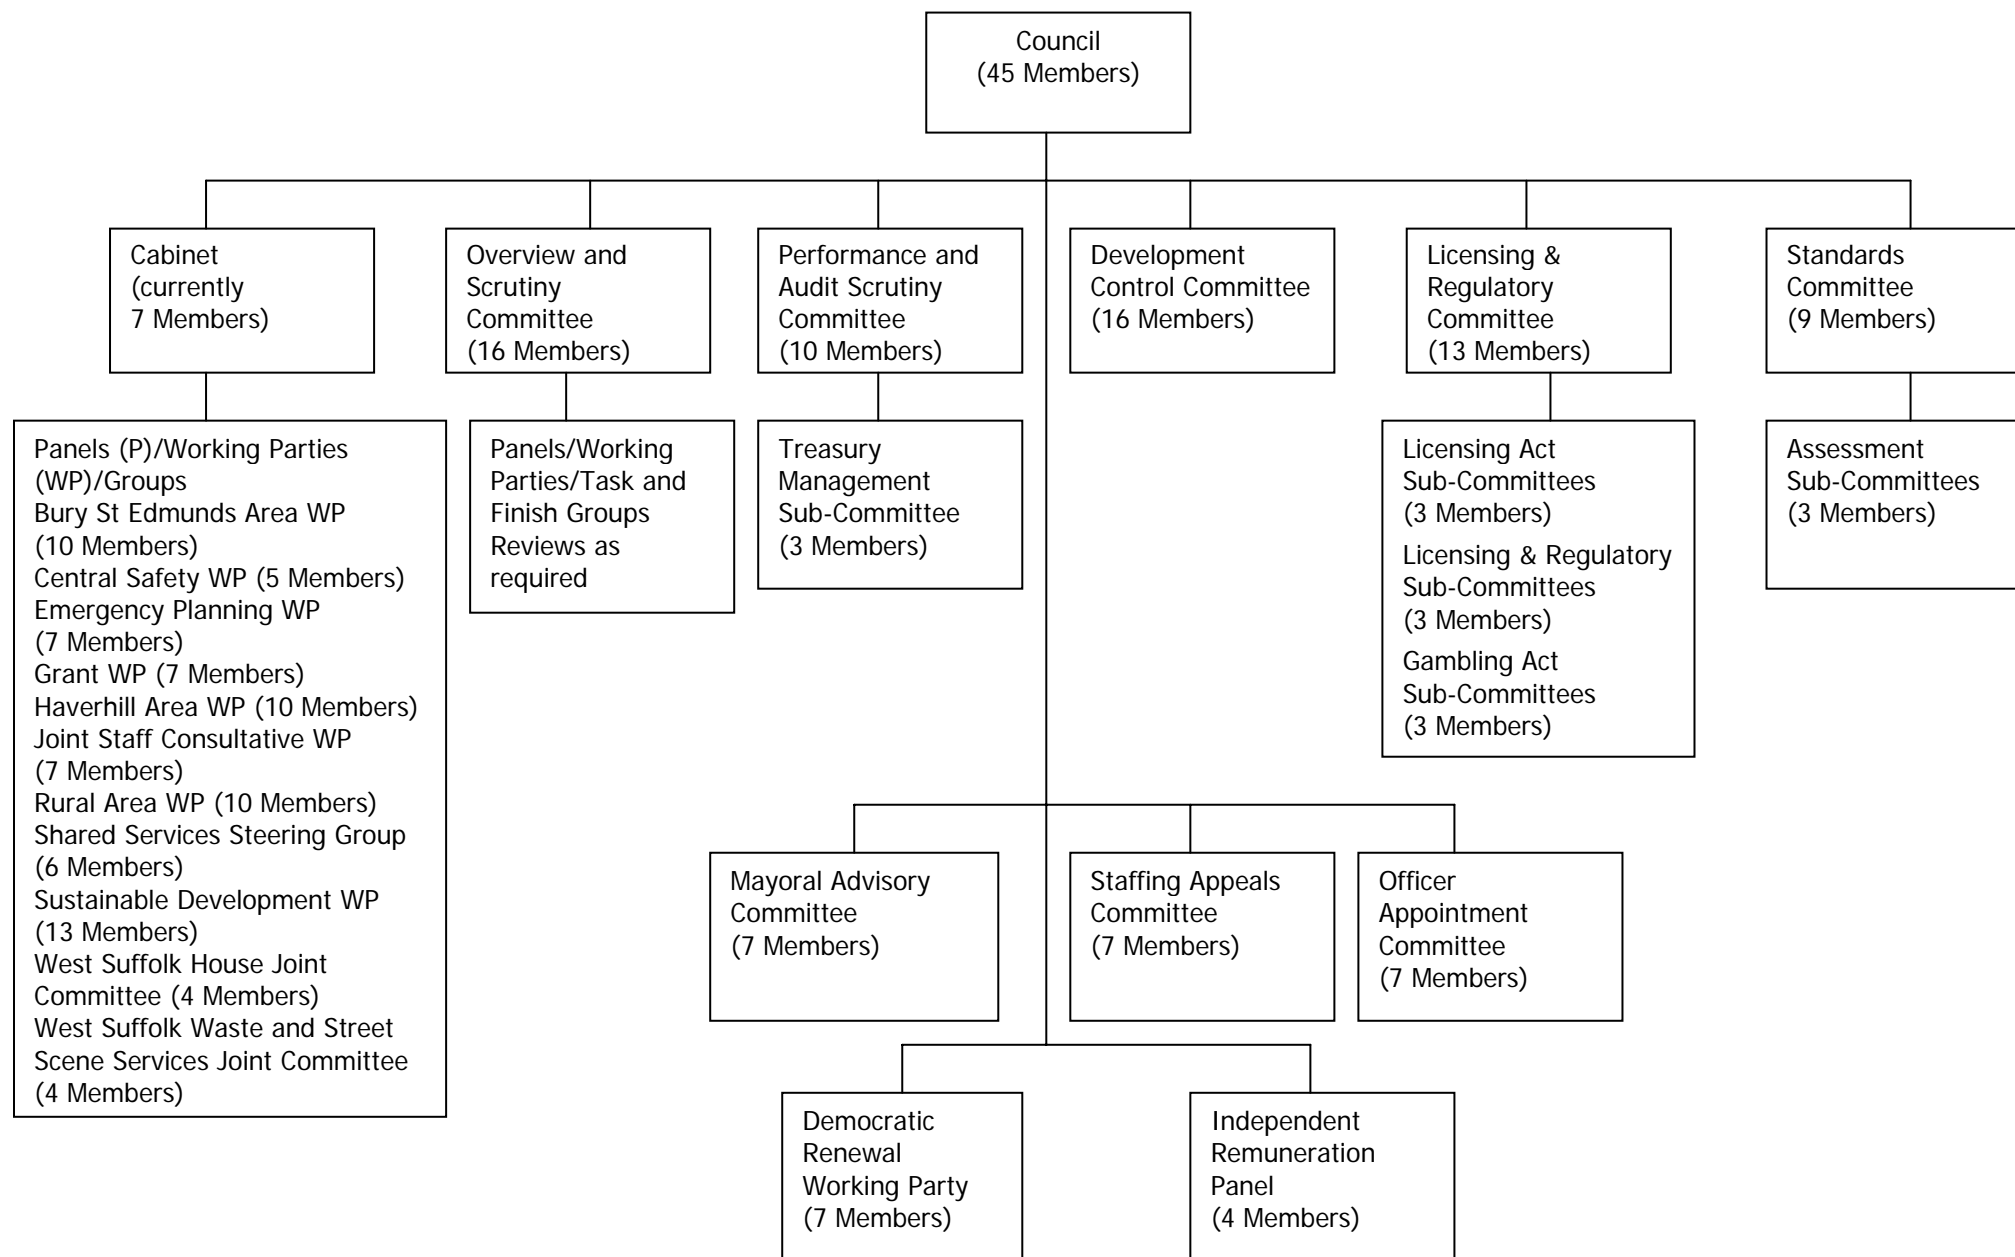 Council
(45 Members)
Cabinet
(currently
7 Members)
Overview and
Scrutiny
Committee
(16 Members)
Performance and
Audit Scrutiny
Committee
(10 Members)
Development
Control Committee
(16 Members)
Licensing &
Regulatory
Committee
(13 Members)
Standards
Committee
(9 Members)
Panels (P)/Working Parties
(WP)/Groups
Bury St Edmunds Area WP
(10 Members)
Central Safety WP (5 Members)
Emergency Planning WP
(7 Members)
Grant WP (7 Members)
Haverhill Area WP (10 Members)
Joint Staff Consultative WP
(7 Members)
Rural Area WP (10 Members)
Shared Services Steering Group
(6 Members)
Sustainable Development WP
(13 Members)
West Suffolk House Joint
Committee (4 Members)
West Suffolk Waste and Street
Scene Services Joint Committee
(4 Members)
Panels/Working
Parties/Task and
Finish Groups
Reviews as
required
Treasury
Management
Sub-Committee
(3 Members)
Licensing Act
Sub-Committees
(3 Members)
Licensing & Regulatory
Sub-Committees
(3 Members)
Gambling Act
Sub-Committees
(3 Members)
Assessment
Sub-Committees
(3 Members)
Mayoral Advisory
Committee
(7 Members)
Staffing Appeals
Committee
(7 Members)
Officer
Appointment
Committee
(7 Members)
Democratic
Renewal
Working Party
(7 Members)
Independent
Remuneration
Panel
(4 Members)